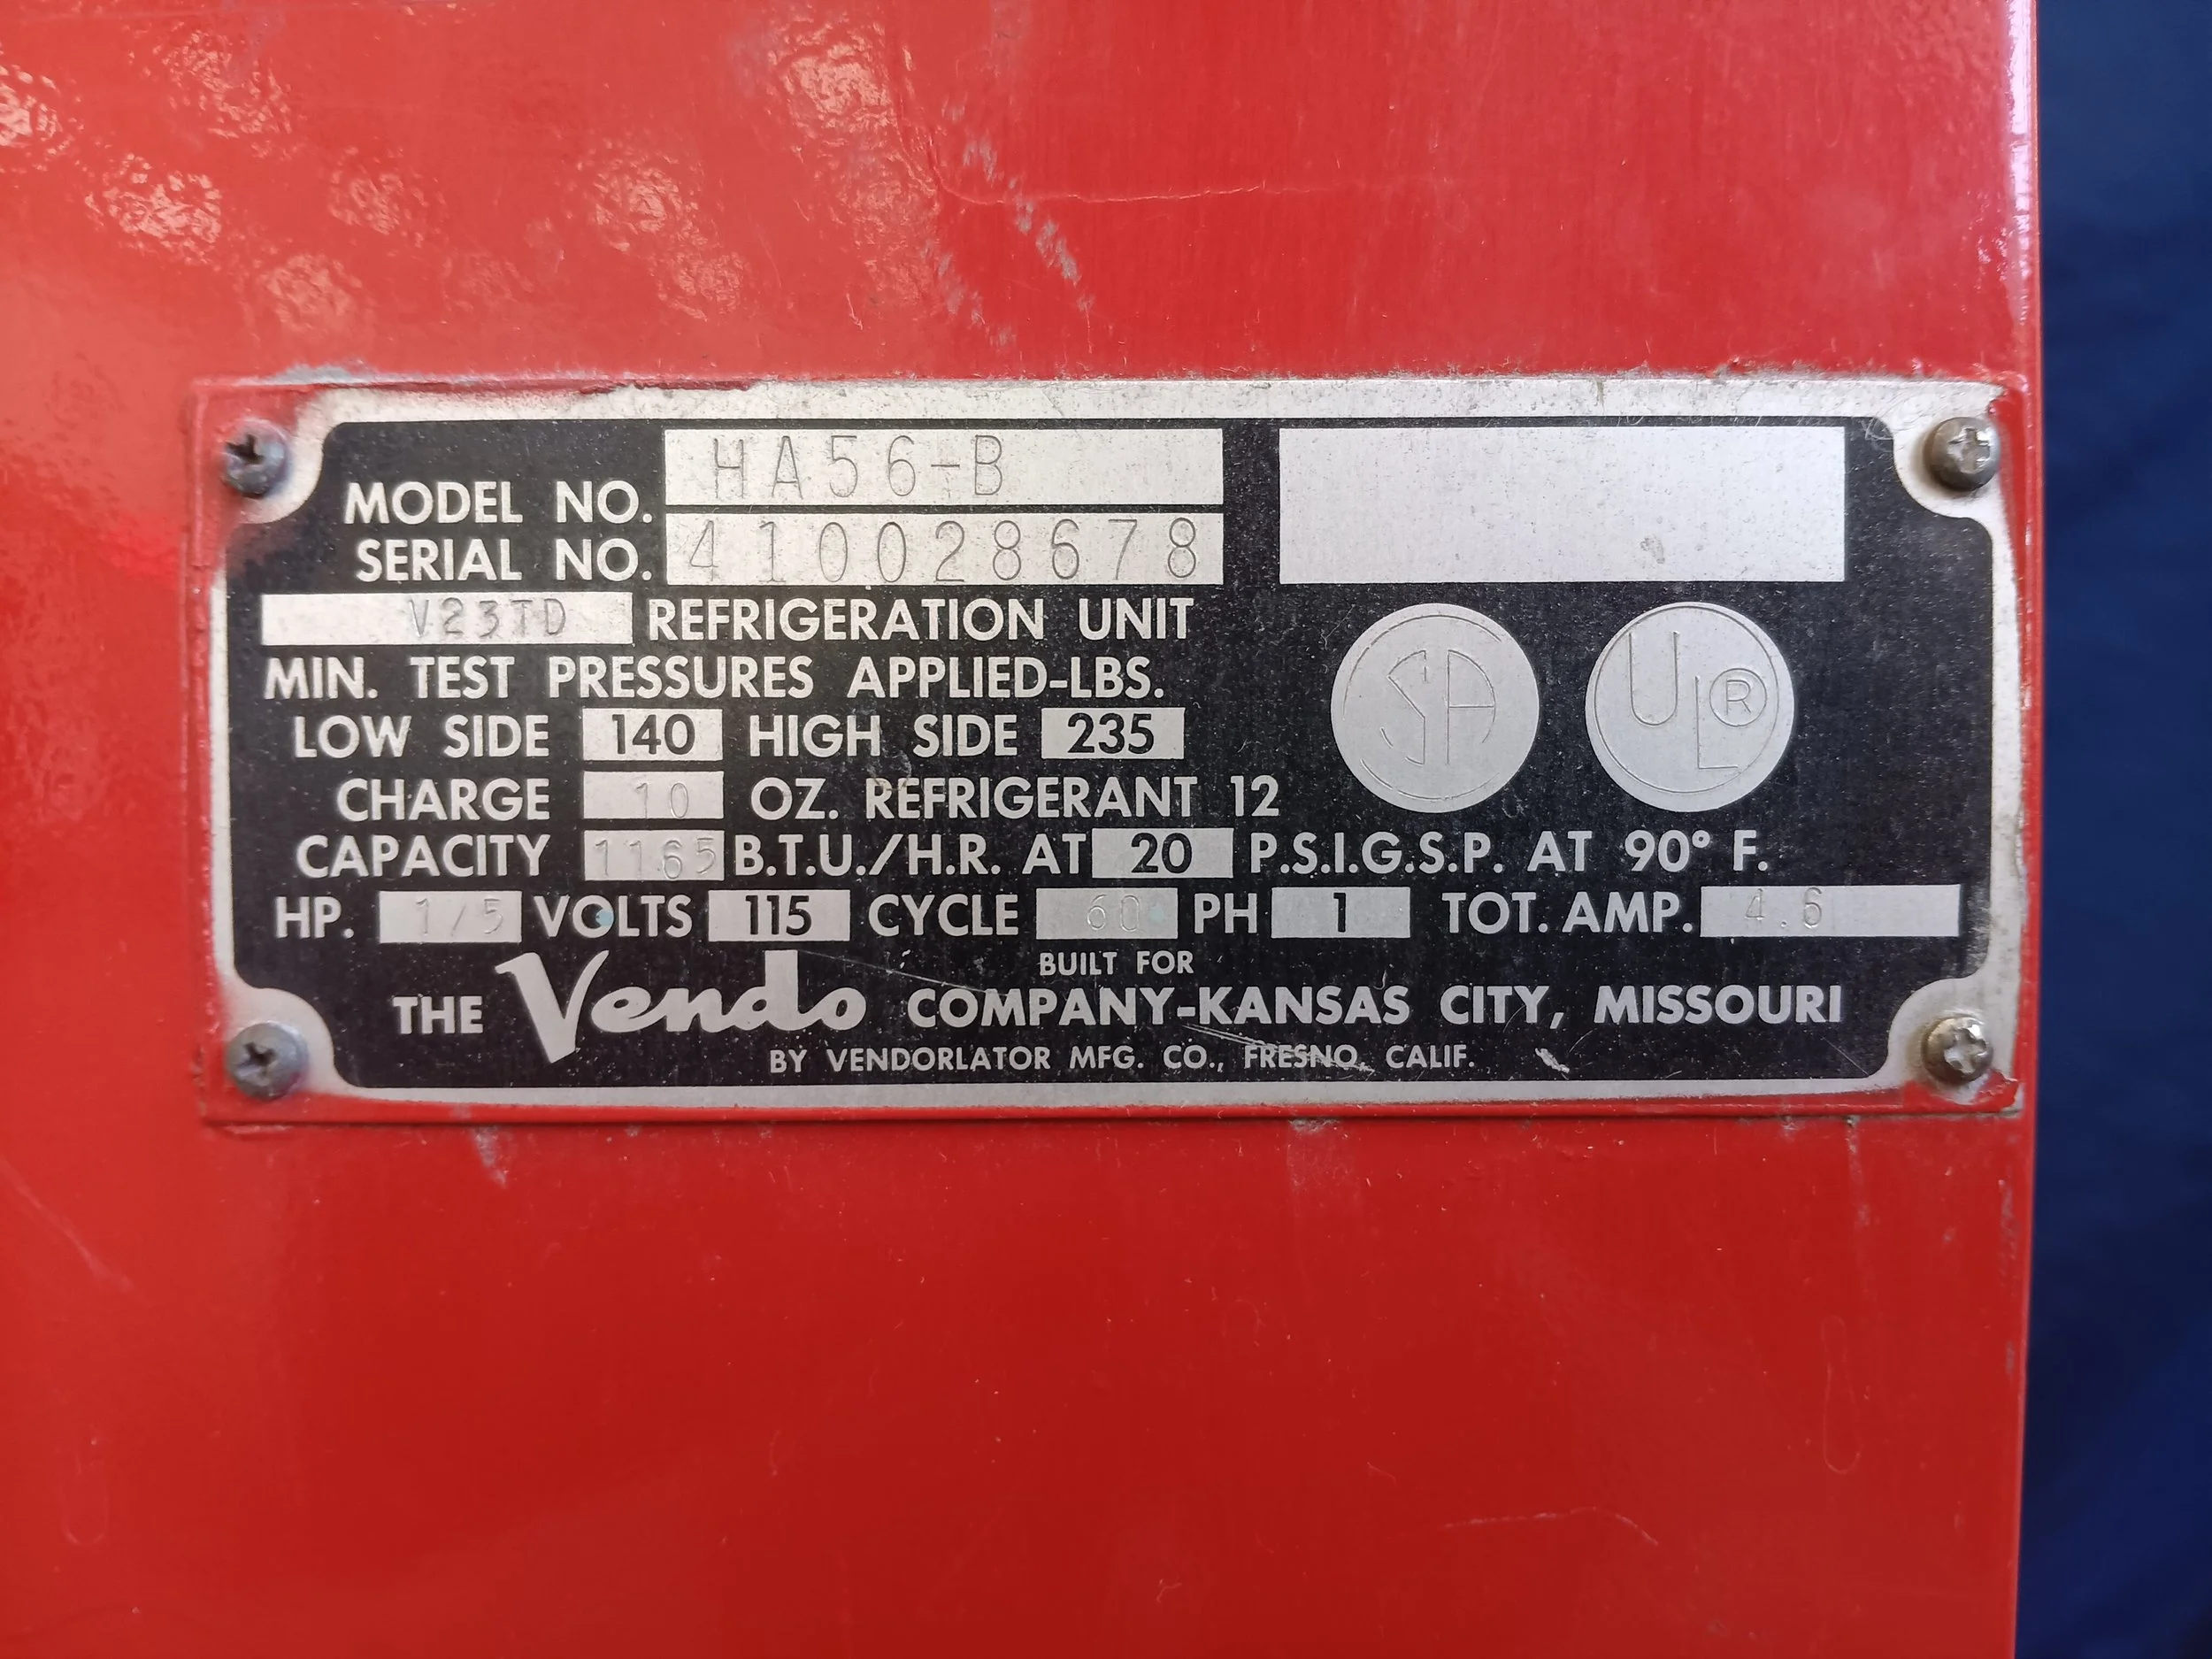 MODEL NO. HA56-B
SERIAL NO. 410028678
V23TD REFRIGERATION UNIT
MIN. TEST PRESSURES APPLIED-LBS.
LOW SIDE 140 HIGH SIDE 235
CHARGE 10 OZ. REFRIGERANT 12
CAPACITY 1165 B.T.U./H.R. AT 20 P.S.I.G.S.P. AT 90° F.
HP. 1/5 VOLTS 115 CYCLE 60 PH 1 TOT. AMP. 4.6
SA UL®
BUILT FOR
THE Vendo COMPANY-KANSAS CITY, MISSOURI
BY VENDORLATOR MFG. CO., FRESNO, CALIF.